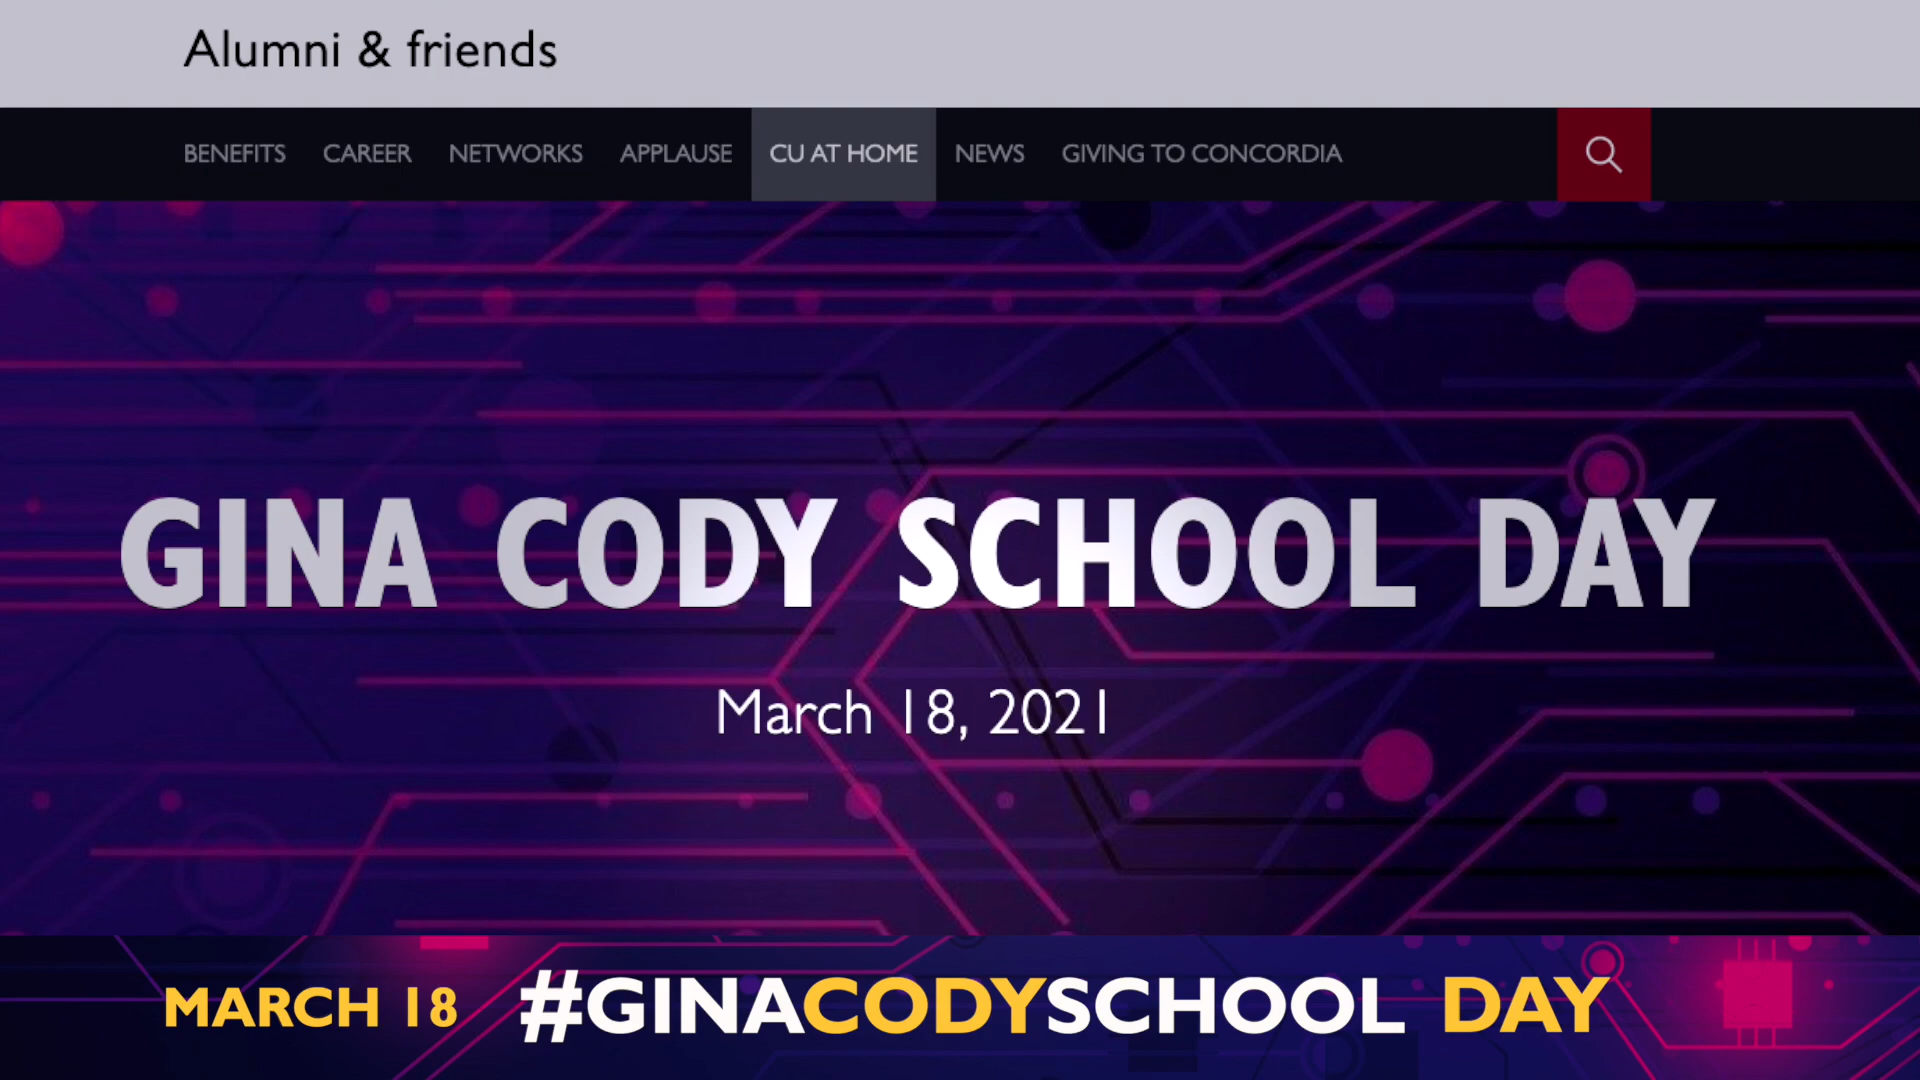 Alumni & friends
BENEFITS CAREER NETWORKS APPLAUSE CU AT HOME NEWS GIVING TO CONCORDIA
GINA CODY SCHOOL DAY
March 18, 2021
MARCH 18 #GINACODYSCHOOL DAY